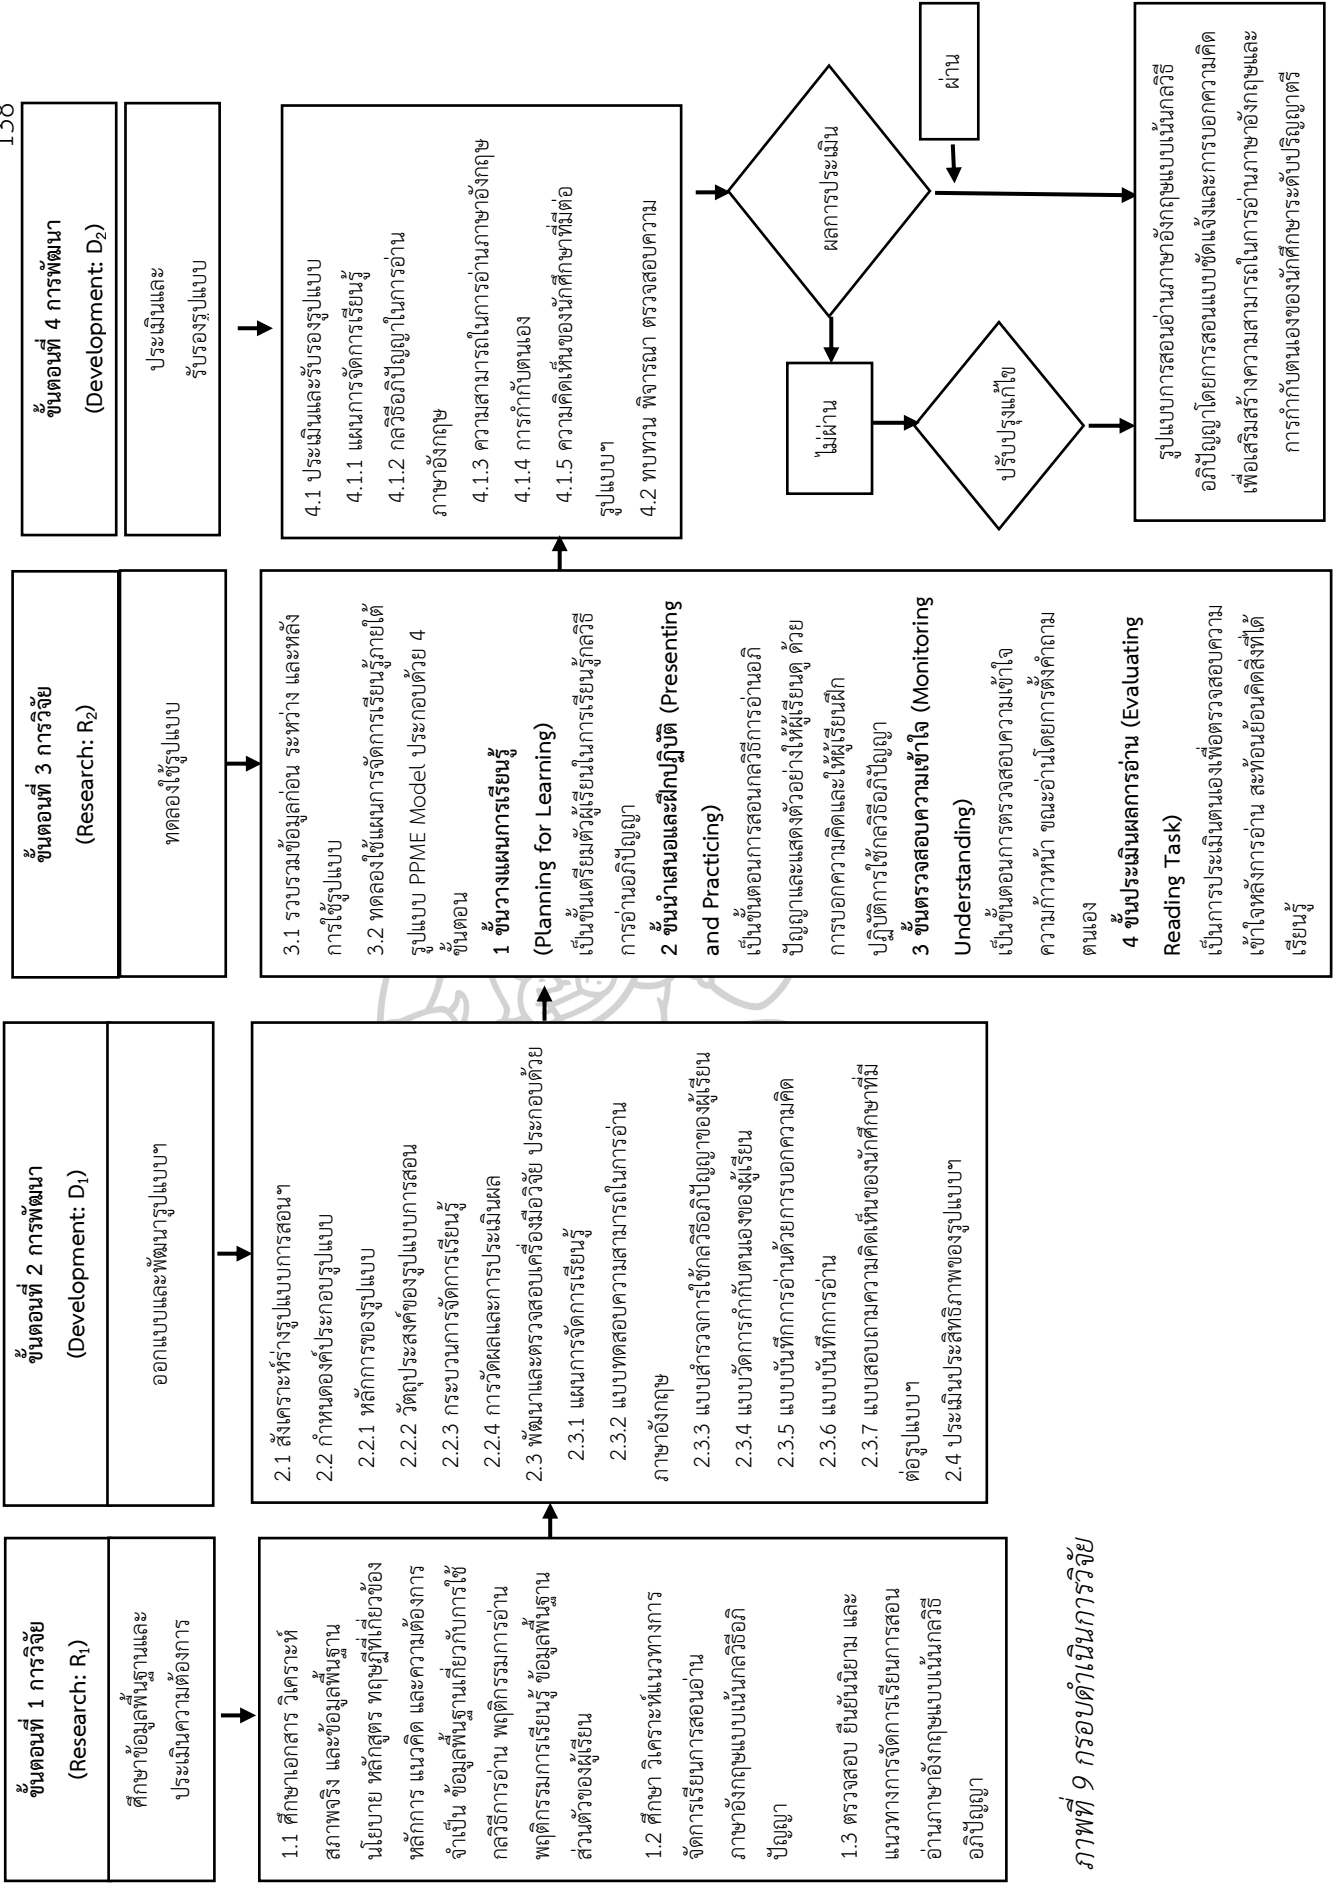 138
ขั้นตอนที่ 1 การวิจัย
(Research: R₁)
ศึกษาข้อมูลพื้นฐานและ
ประเมินความต้องการ
1.1 ศึกษาเอกสาร วิเคราะห์
สภาพจริง และข้อมูลพื้นฐาน
นโยบาย หลักสูตร ทฤษฎีที่เกี่ยวข้อง
หลักการ แนวคิด และความต้องการ
จำเป็น ข้อมูลพื้นฐานเกี่ยวกับการใช้
กลวิธีการอ่าน พฤติกรรมการอ่าน
พฤติกรรมการเรียนรู้ ข้อมูลพื้นฐาน
ส่วนตัวของผู้เรียน
1.2 ศึกษา วิเคราะห์แนวทางการ
จัดการเรียนการสอนอ่าน
ภาษาอังกฤษแบบเน้นกลวิธีอภิ
ปัญญา
1.3 ตรวจสอบ ยืนยันนิยาม และ
แนวทางการจัดการเรียนการสอน
อ่านภาษาอังกฤษแบบเน้นกลวิธี
อภิปัญญา
ขั้นตอนที่ 2 การพัฒนา
(Development: D₁)
ออกแบบและพัฒนารูปแบบฯ
2.1 สังเคราะห์ร่างรูปแบบการสอนฯ
2.2 กำหนดองค์ประกอบรูปแบบ
2.2.1 หลักการของรูปแบบ
2.2.2 วัตถุประสงค์ของรูปแบบการสอน
2.2.3 กระบวนการจัดการเรียนรู้
2.2.4 การวัดผลและการประเมินผล
2.3 พัฒนาและตรวจสอบเครื่องมือวิจัย ประกอบด้วย
2.3.1 แผนการจัดการเรียนรู้
2.3.2 แบบทดสอบความสามารถในการอ่าน
ภาษาอังกฤษ
2.3.3 แบบสำรวจการใช้กลวิธีอภิปัญญาของผู้เรียน
2.3.4 แบบวัดการกำกับตนเองของผู้เรียน
2.3.5 แบบบันทึกการอ่านด้วยการบอกความคิด
2.3.6 แบบบันทึกการอ่าน
2.3.7 แบบสอบถามความคิดเห็นของนักศึกษาที่มี
ต่อรูปแบบฯ
2.4 ประเมินประสิทธิภาพของรูปแบบฯ
ขั้นตอนที่ 3 การวิจัย
(Research: R₂)
ทดลองใช้รูปแบบ
3.1 รวบรวมข้อมูลก่อน ระหว่าง และหลัง
การใช้รูปแบบ
3.2 ทดลองใช้แผนการจัดการเรียนรู้ภายใต้
รูปแบบ PPME Model ประกอบด้วย 4
ขั้นตอน
1 ขั้นวางแผนการเรียนรู้
(Planning for Learning)
เป็นขั้นเตรียมตัวผู้เรียนในการเรียนรู้กลวิธี
การอ่านอภิปัญญา
2 ขั้นนำเสนอและฝึกปฏิบัติ (Presenting
and Practicing)
เป็นขั้นตอนการสอนกลวิธีการอ่านอภิ
ปัญญาและแสดงตัวอย่างให้ผู้เรียนดู ด้วย
การบอกความคิดและให้ผู้เรียนฝึก
ปฏิบัติการใช้กลวิธีอภิปัญญา
3 ขั้นตรวจสอบความเข้าใจ (Monitoring
Understanding)
เป็นขั้นตอนการตรวจสอบความเข้าใจ
ความก้าวหน้า ขณะอ่านโดยการตั้งคำถาม
ตนเอง
4 ขั้นประเมินผลการอ่าน (Evaluating
Reading Task)
เป็นการประเมินตนเองเพื่อตรวจสอบความ
เข้าใจหลังการอ่าน สะท้อนย้อนคิดสิ่งที่ได้
เรียนรู้
ขั้นตอนที่ 4 การพัฒนา
(Development: D₂)
ประเมินและ
รับรองรูปแบบ
4.1 ประเมินและรับรองรูปแบบ
4.1.1 แผนการจัดการเรียนรู้
4.1.2 กลวิธีอภิปัญญาในการอ่าน
ภาษาอังกฤษ
4.1.3 ความสามารถในการอ่านภาษาอังกฤษ
4.1.4 การกำกับตนเอง
4.1.5 ความคิดเห็นของนักศึกษาที่มีต่อ
รูปแบบฯ
4.2 ทบทวน พิจารณา ตรวจสอบความ
ผลการประเมิน
ผ่าน
ไม่ผ่าน
ปรับปรุงแก้ไข
รูปแบบการสอนอ่านภาษาอังกฤษแบบเน้นกลวิธี
อภิปัญญาโดยการสอนแบบชัดแจ้งและการบอกความคิด
เพื่อเสริมสร้างความสามารถในการอ่านภาษาอังกฤษและ
การกำกับตนเองของนักศึกษาระดับปริญญาตรี
ภาพที่ 9 กรอบดำเนินการวิจัย